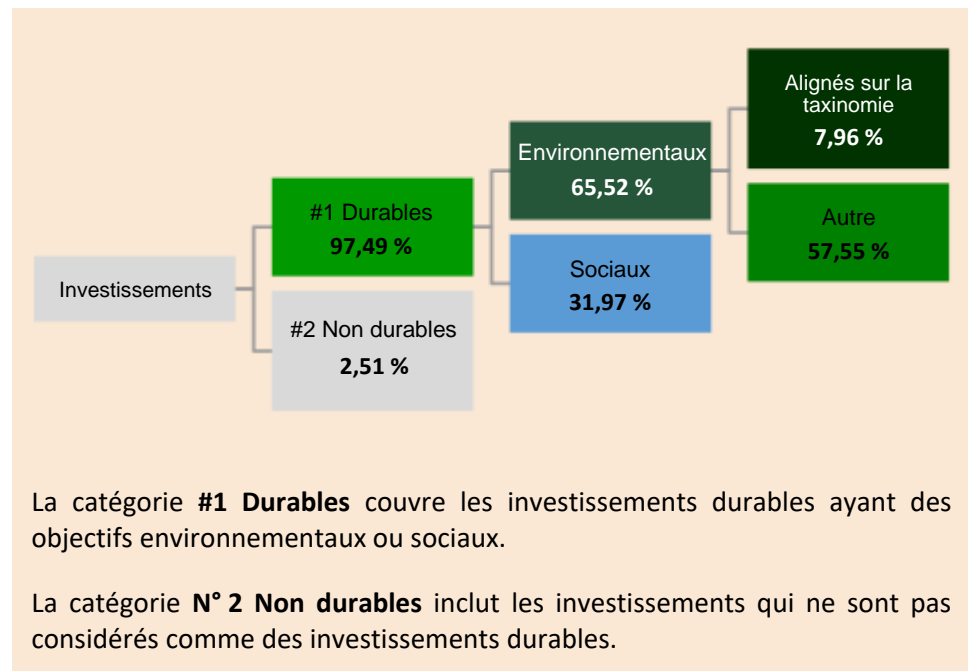 Investissements
#1 Durables
97,49 %
#2 Non durables
2,51 %
Environnementaux
65,52 %
Sociaux
31,97 %
Alignés sur la
taxinomie
7,96 %
Autre
57,55 %
La catégorie #1 Durables couvre les investissements durables ayant des
objectifs environnementaux ou sociaux.
La catégorie N° 2 Non durables inclut les investissements qui ne sont pas
considérés comme des investissements durables.